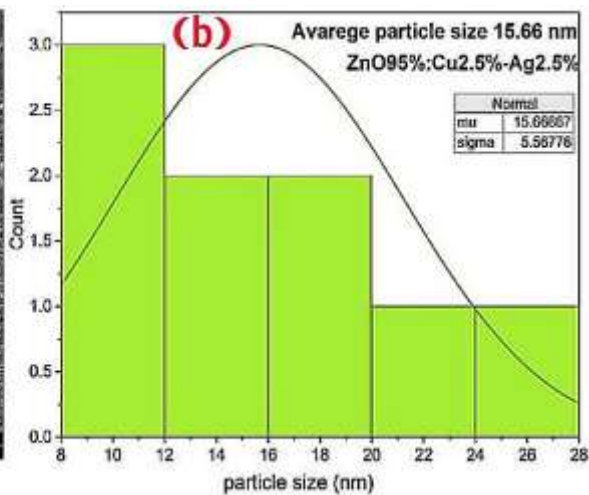 (b)
Avarege particle size 15.66 nm
ZnO95%:Cu2.5%-Ag2.5%
Normal
mu 15.66667
sigma 5.56776
3.0
2.5
2.0
1.5
1.0
0.5
0.0
Count
8 10 12 14 16 18 20 22 24 26 28
particle size (nm)